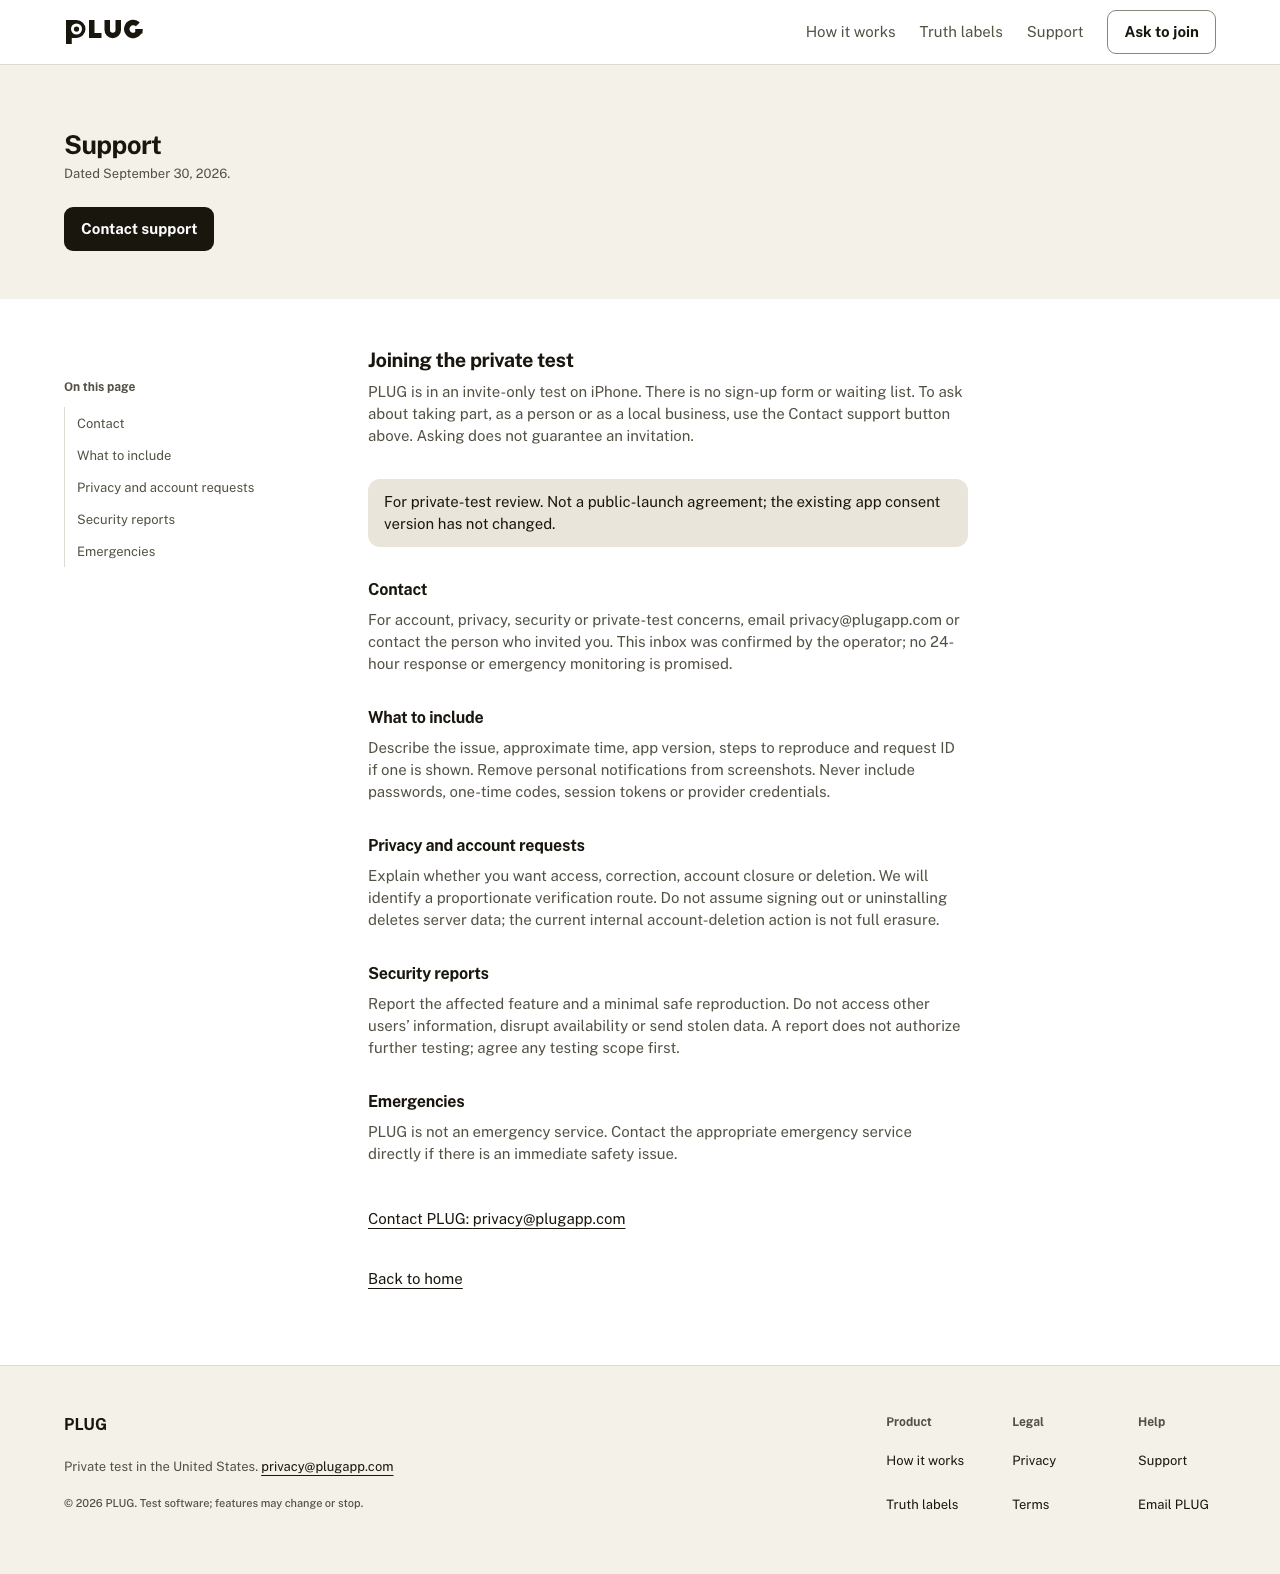 PLUG
How it works
Truth labels
Support
Ask to join
Support
Dated September 30, 2026.
Contact support
On this page
Contact
What to include
Privacy and account requests
Security reports
Emergencies
Joining the private test
PLUG is in an invite-only test on iPhone. There is no sign-up form or waiting list. To ask
about taking part, as a person or as a local business, use the Contact support button
above. Asking does not guarantee an invitation.
For private-test review. Not a public-launch agreement; the existing app consent
version has not changed.
Contact
For account, privacy, security or private-test concerns, email privacy@plugapp.com or
contact the person who invited you. This inbox was confirmed by the operator; no 24-
hour response or emergency monitoring is promised.
What to include
Describe the issue, approximate time, app version, steps to reproduce and request ID
if one is shown. Remove personal notifications from screenshots. Never include
passwords, one-time codes, session tokens or provider credentials.
Privacy and account requests
Explain whether you want access, correction, account closure or deletion. We will
identify a proportionate verification route. Do not assume signing out or uninstalling
deletes server data; the current internal account-deletion action is not full erasure.
Security reports
Report the affected feature and a minimal safe reproduction. Do not access other
users’ information, disrupt availability or send stolen data. A report does not authorize
further testing; agree any testing scope first.
Emergencies
PLUG is not an emergency service. Contact the appropriate emergency service
directly if there is an immediate safety issue.
Contact PLUG: privacy@plugapp.com
Back to home
PLUG
Private test in the United States. privacy@plugapp.com
© 2026 PLUG. Test software; features may change or stop.
Product
How it works
Truth labels
Legal
Privacy
Terms
Help
Support
Email PLUG